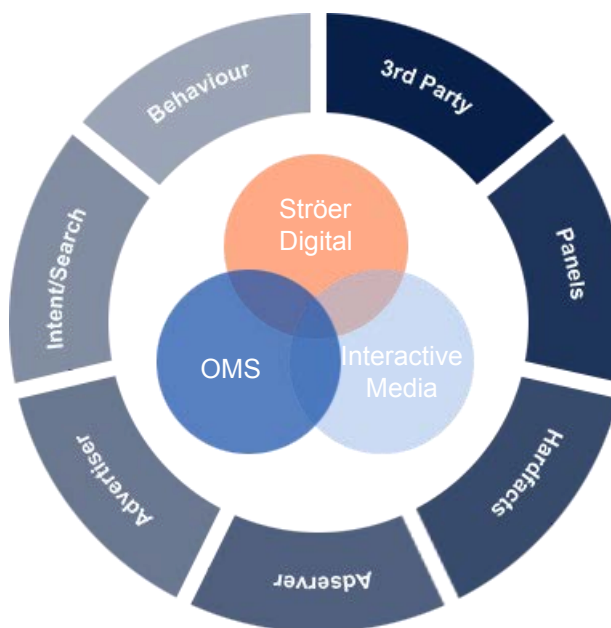 Behaviour
3rd Party
Panels
Hardfacts
Adserver
Advertiser
Intent/Search
Ströer
Digital
OMS
Interactive
Media